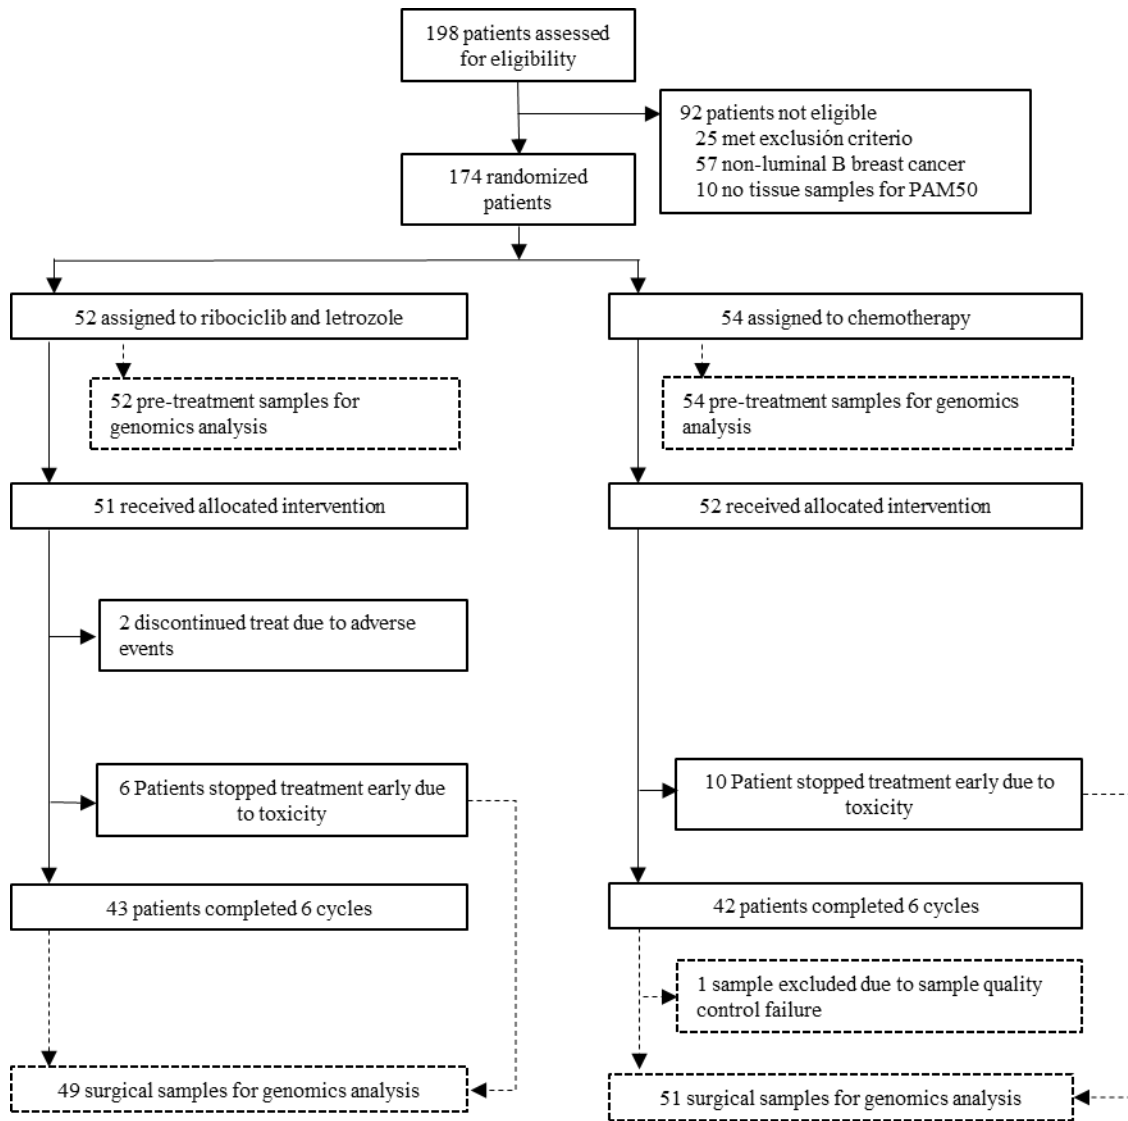 198 patients assessed
for eligibility
92 patients not eligible
25 met exclusión criterio
57 non-luminal B breast cancer
10 no tissue samples for PAM50
174 randomized
patients
52 assigned to ribociclib and letrozole
54 assigned to chemotherapy
52 pre-treatment samples for
genomics analysis
54 pre-treatment samples for genomics
analysis
51 received allocated intervention
52 received allocated intervention
2 discontinued treat due to adverse
events
6 Patients stopped treatment early due
to toxicity
10 Patient stopped treatment early due to
toxicity
43 patients completed 6 cycles
42 patients completed 6 cycles
1 sample excluded due to sample quality
control failure
49 surgical samples for genomics analysis
51 surgical samples for genomics analysis